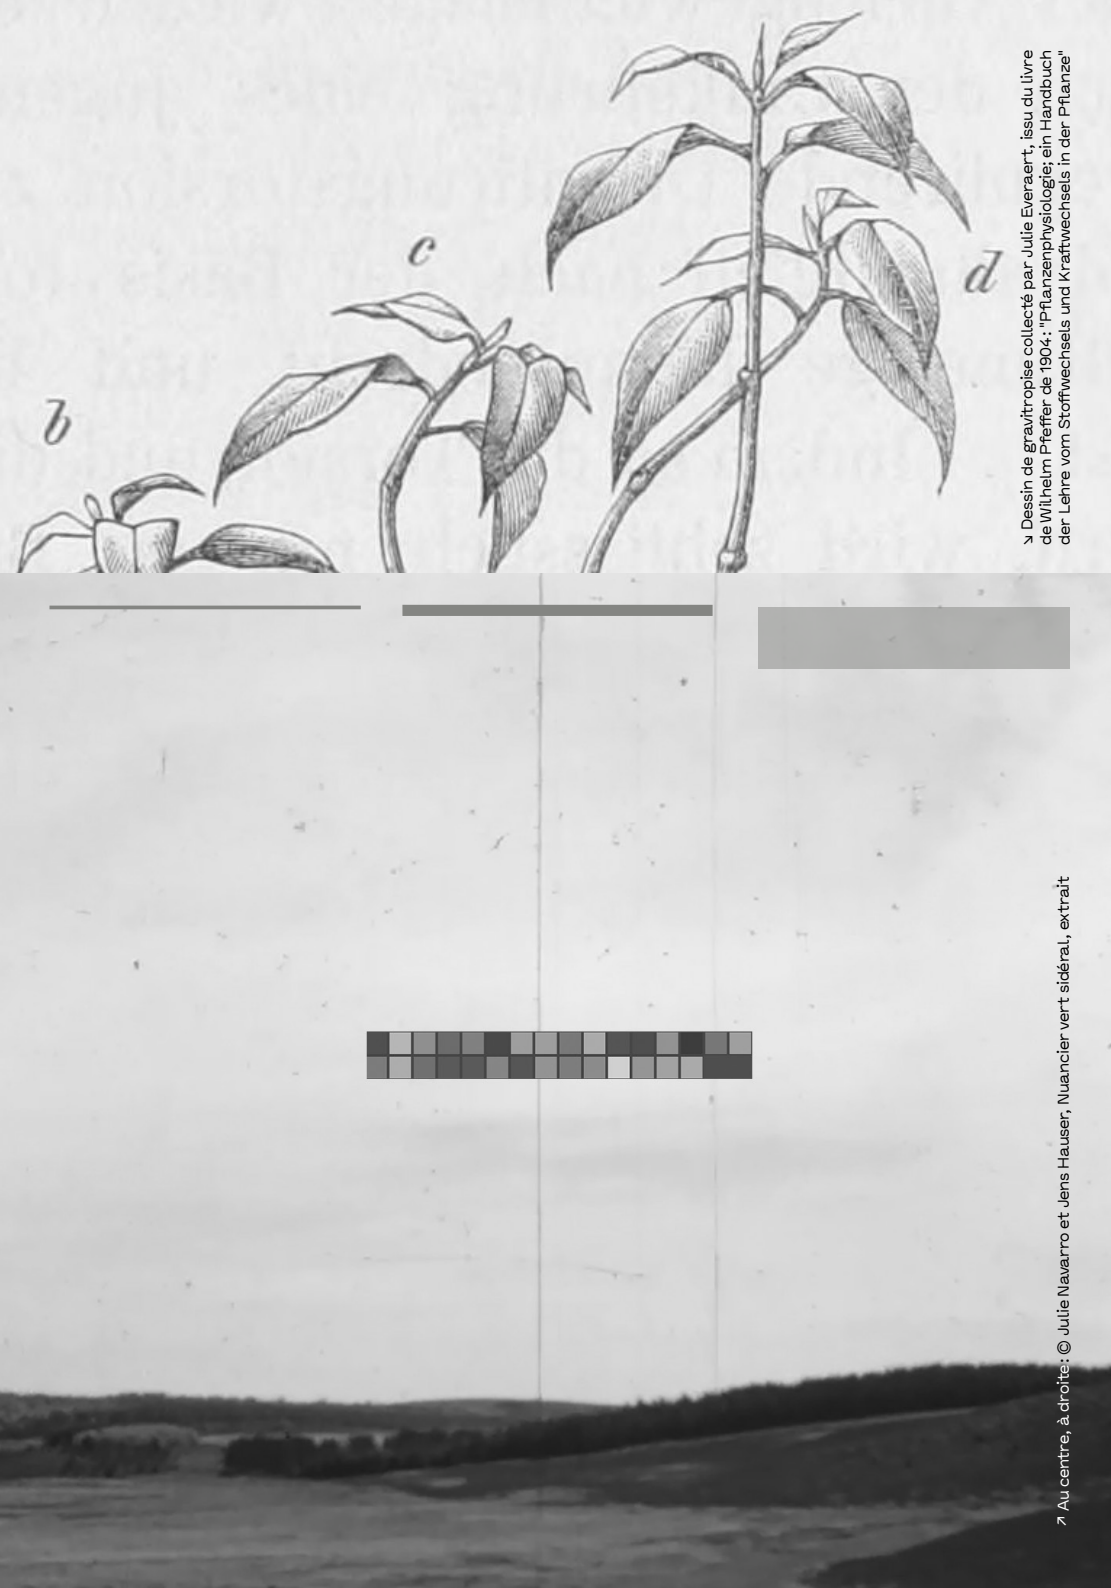 b
c
d
↘ Dessin de gravitropise collecté par Julie Everaert, issu du livre
de Wilhelm Pfeffer de 1904: "Pflanzenphysiologie; ein Handbuch
der Lehre vom Stoffwechsels und Kraftwechsels in der Pflanze"
↗ Au centre, à droite: © Julie Navarro et Jens Hauser, Nuancier vert sidéral, extrait